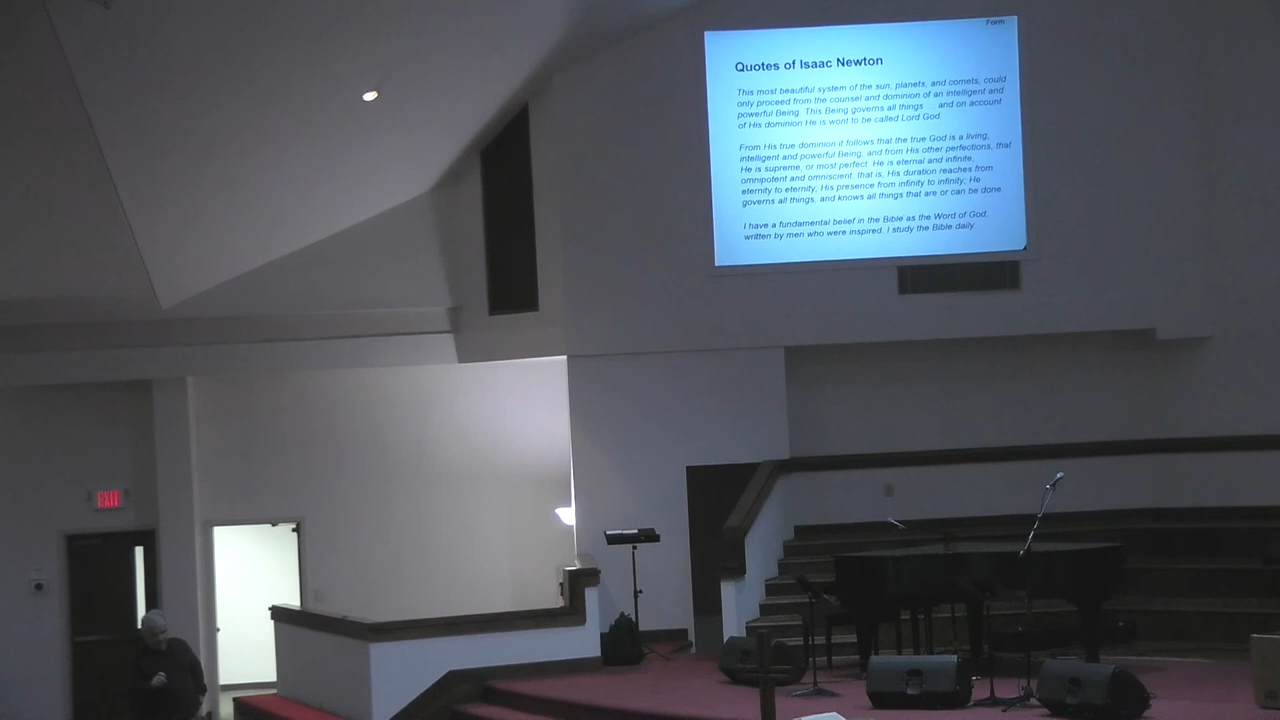 Form
Quotes of Isaac Newton
This most beautiful system of the sun, planets, and comets, could
only proceed from the counsel and dominion of an intelligent and
powerful Being. This Being governs all things ... and on account
of His dominion He is wont to be called Lord God.
From His true dominion it follows that the true God is a living,
intelligent and powerful Being, and from His other perfections, that
He is supreme, or most perfect. He is eternal and infinite,
omnipotent and omniscient, that is, His duration reaches from
eternity to eternity; His presence from infinity to infinity; He
governs all things, and knows all things that are or can be done.
I have a fundamental belief in the Bible as the Word of God,
written by men who were inspired. I study the Bible daily.
EXIT